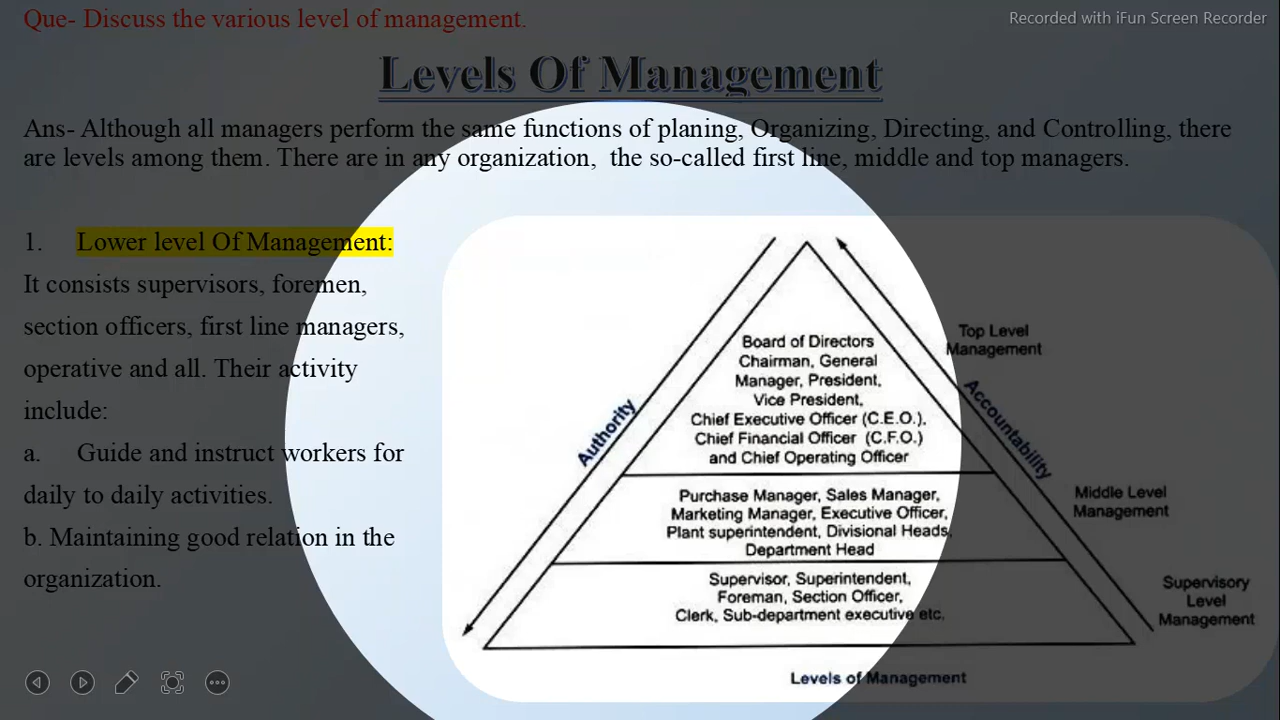 Que- Discuss the various level of management.
Recorded with iFun Screen Recorder
Levels Of Management
Ans- Although all managers perform the same functions of planing, Organizing, Directing, and Controlling, there
are levels among them. There are in any organization, the so-called first line, middle and top managers.
1. Lower level Of Management:
It consists supervisors, foremen,
section officers, first line managers,
operative and all. Their activity
include:
a. Guide and instruct workers for
daily to daily activities.
b. Maintaining good relation in the
organization.
Authority
Board of Directors
Chairman, General
Manager, President,
Vice President,
Chief Executive Officer (C.E.O.),
Chief Financial Officer (C.F.O.)
and Chief Operating Officer
Purchase Manager, Sales Manager,
Marketing Manager, Executive Officer,
Plant superintendent, Divisional Heads,
Department Head
Supervisor, Superintendent,
Foreman, Section Officer,
Clerk, Sub-department executive etc.
Accountability
Top Level
Management
Middle Level
Management
Supervisory
Level
Management
Levels of Management